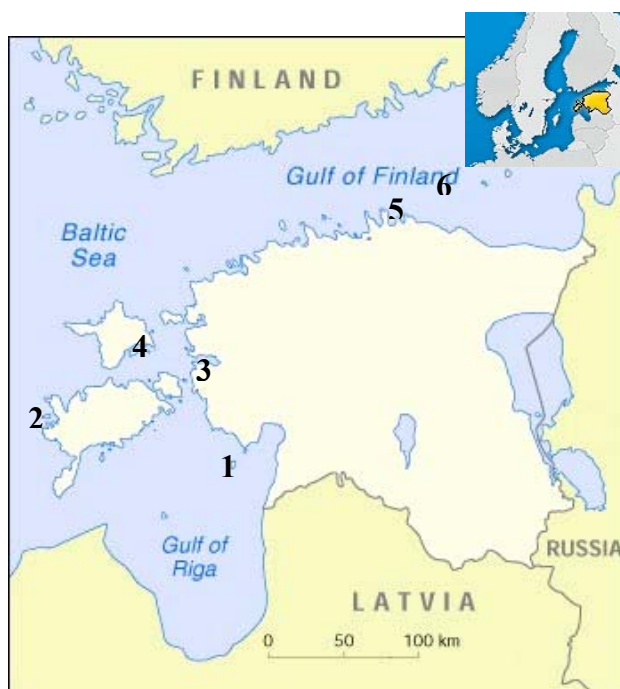 FINLAND
Gulf of Finland
6
5
Baltic
Sea
4
3
2
1
Gulf of
Riga
RUSSIA
LATVIA
0 50 100 km